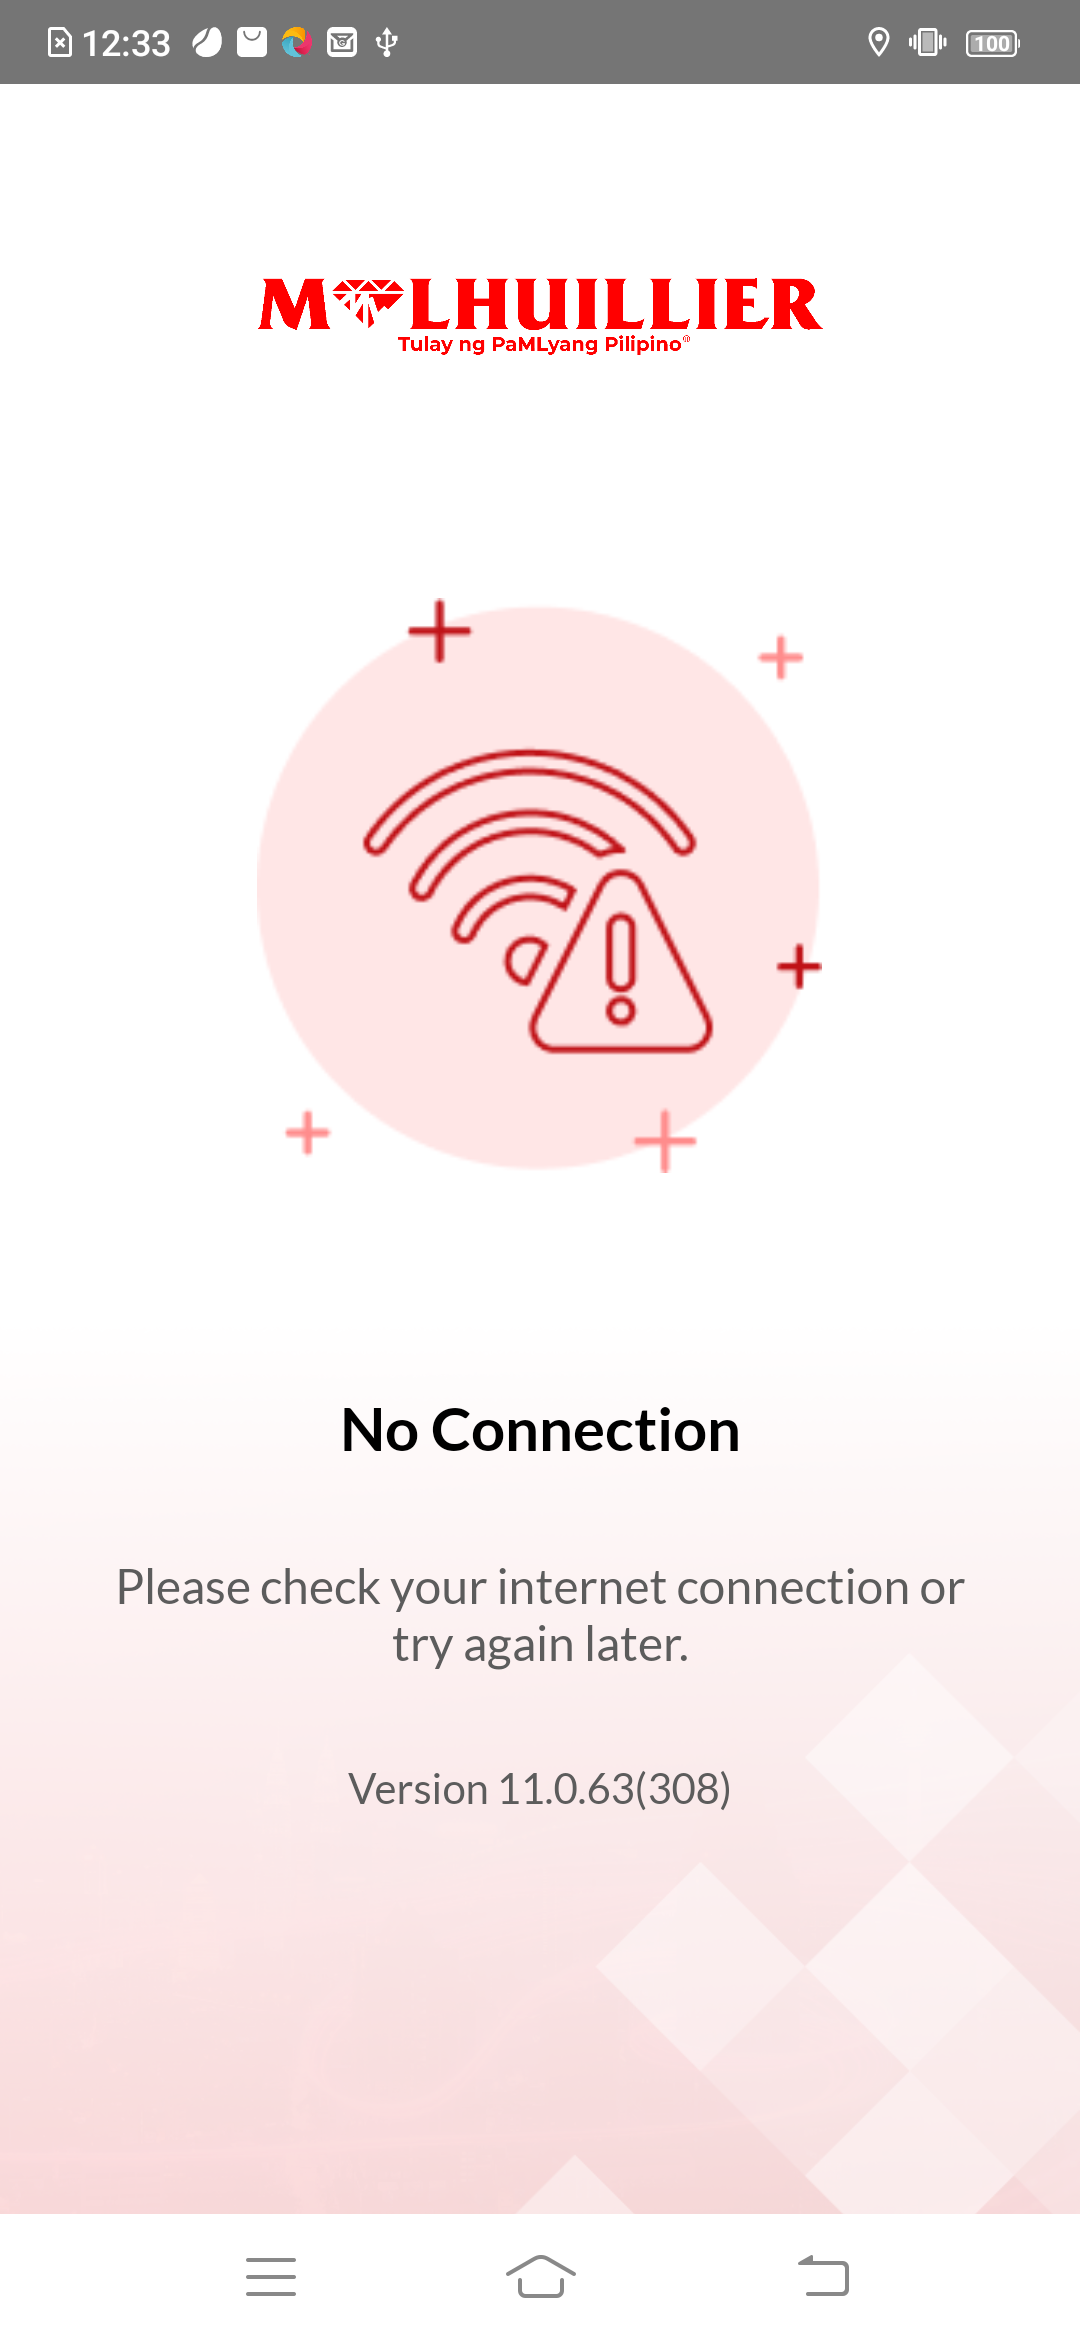 12:33
100
M LHUILLIER
Tulay ng PaMLyang Pilipino®
No Connection
Please check your internet connection or
try again later.
Version 11.0.63(308)